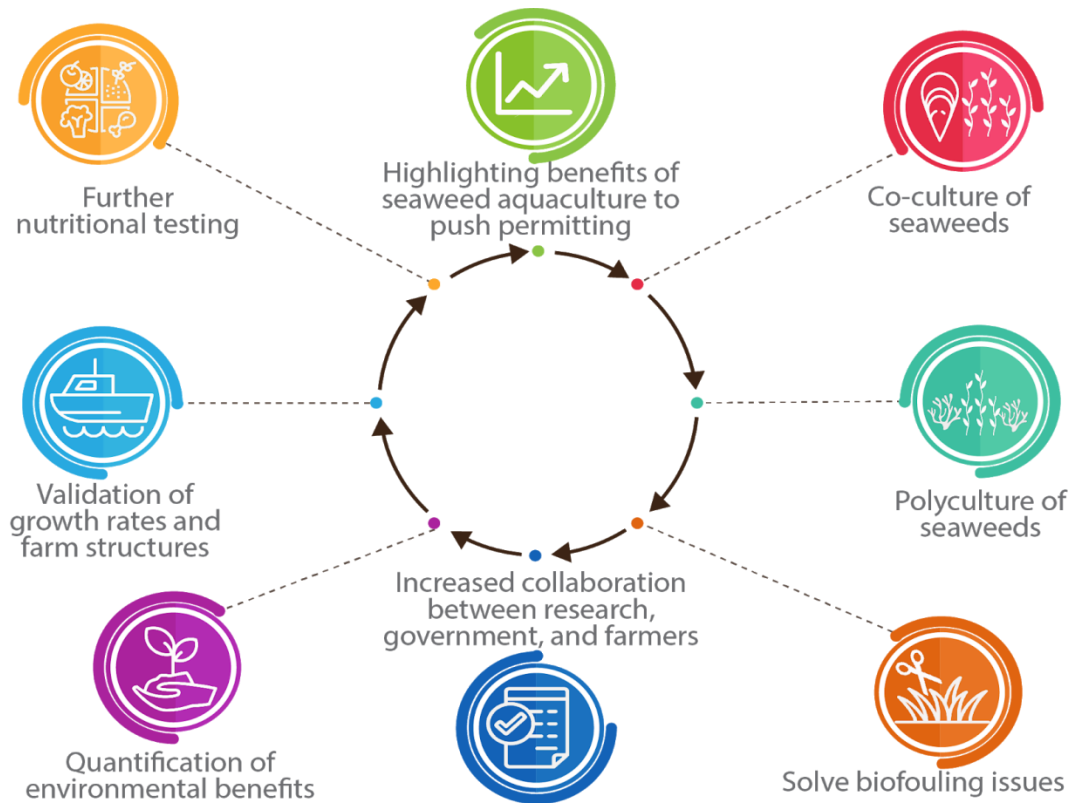 Further
nutritional testing
Highlighting benefits of
seaweed aquaculture to
push permitting
Co-culture of
seaweeds
Validation of
growth rates and
farm structures
Polyculture of
seaweeds
Increased collaboration
between research,
government, and farmers
Quantification of
environmental benefits
Solve biofouling issues